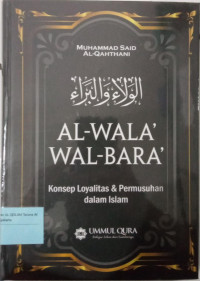 MUHAMMAD SAID
AL-QAHTHANI
الولاء والبراء
AL-WALA'
WAL-BARA'
Konsep Loyalitas & Permusuhan
dalam Islam
UMMUL QURA